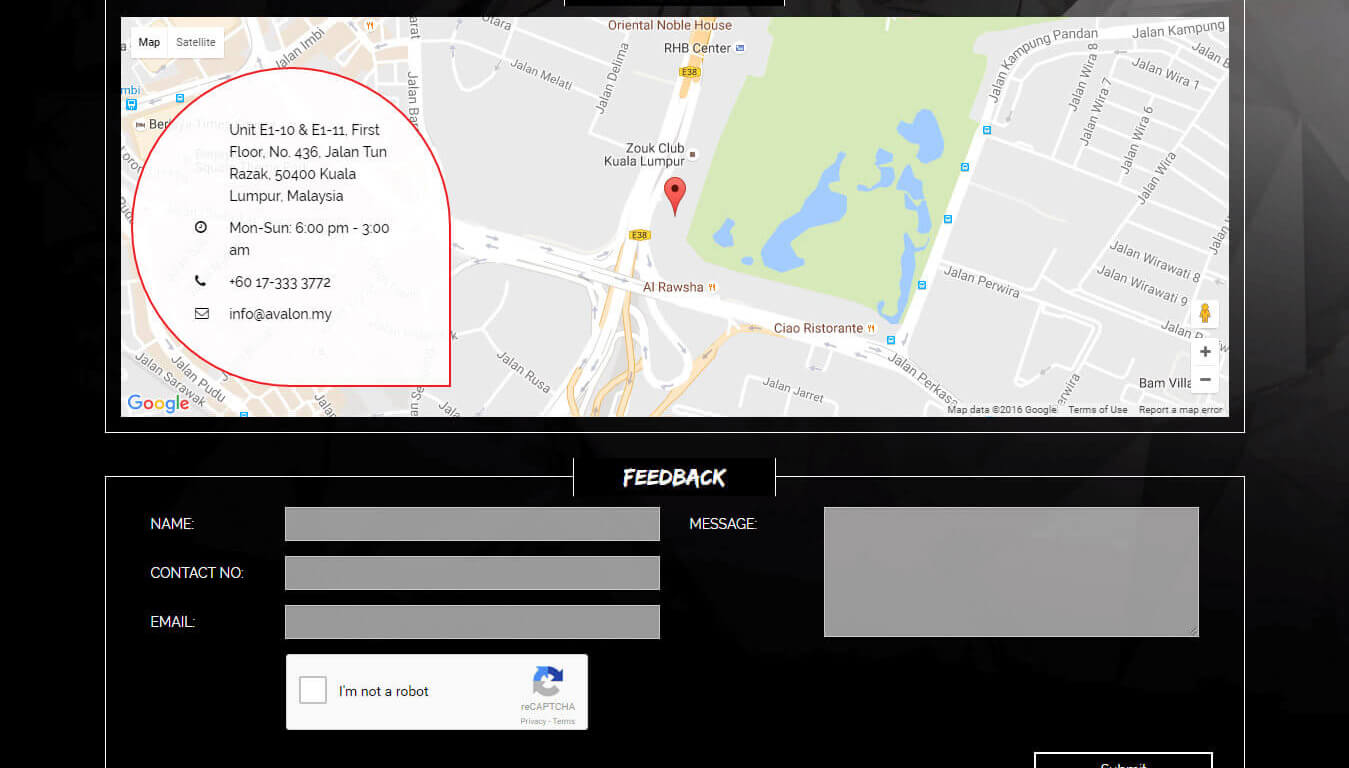 Oriental Noble House
Utara
Jalan Imbi
Jalan Imbi
Map Satellite
RHB Center
Jalan Kampung Pandan
Jalan Kampung
Jalan Melati
Jalan Delima
E38
Jalan Wira 8
Jalan Wira 1
Jalan Wira 7
Jalan Wira 6
Jalan Wira
Unit E1-10 & E1-11, First
Floor, No. 436, Jalan Tun
Razak, 50400 Kuala
Lumpur, Malaysia
Mon-Sun: 6:00 pm - 3:00
am
+60 17-333 3772
info@avalon.my
Zouk Club
Kuala Lumpur
E38
Al Rawsha
Ciao Ristorante
Jalan Perwira
Jalan Wirawati 8
Jalan Wirawati 9
Jalan Pudu
Jalan Sarawak
Jalan Rusa
Jalan Jarret
Jalan Perkasa
Bam Villa
Google
Map data ©2016 Google Terms of Use Report a map error
FEEDBACK
NAME:
CONTACT NO:
EMAIL:
MESSAGE:
I'm not a robot
reCAPTCHA
Privacy - Terms
Submit